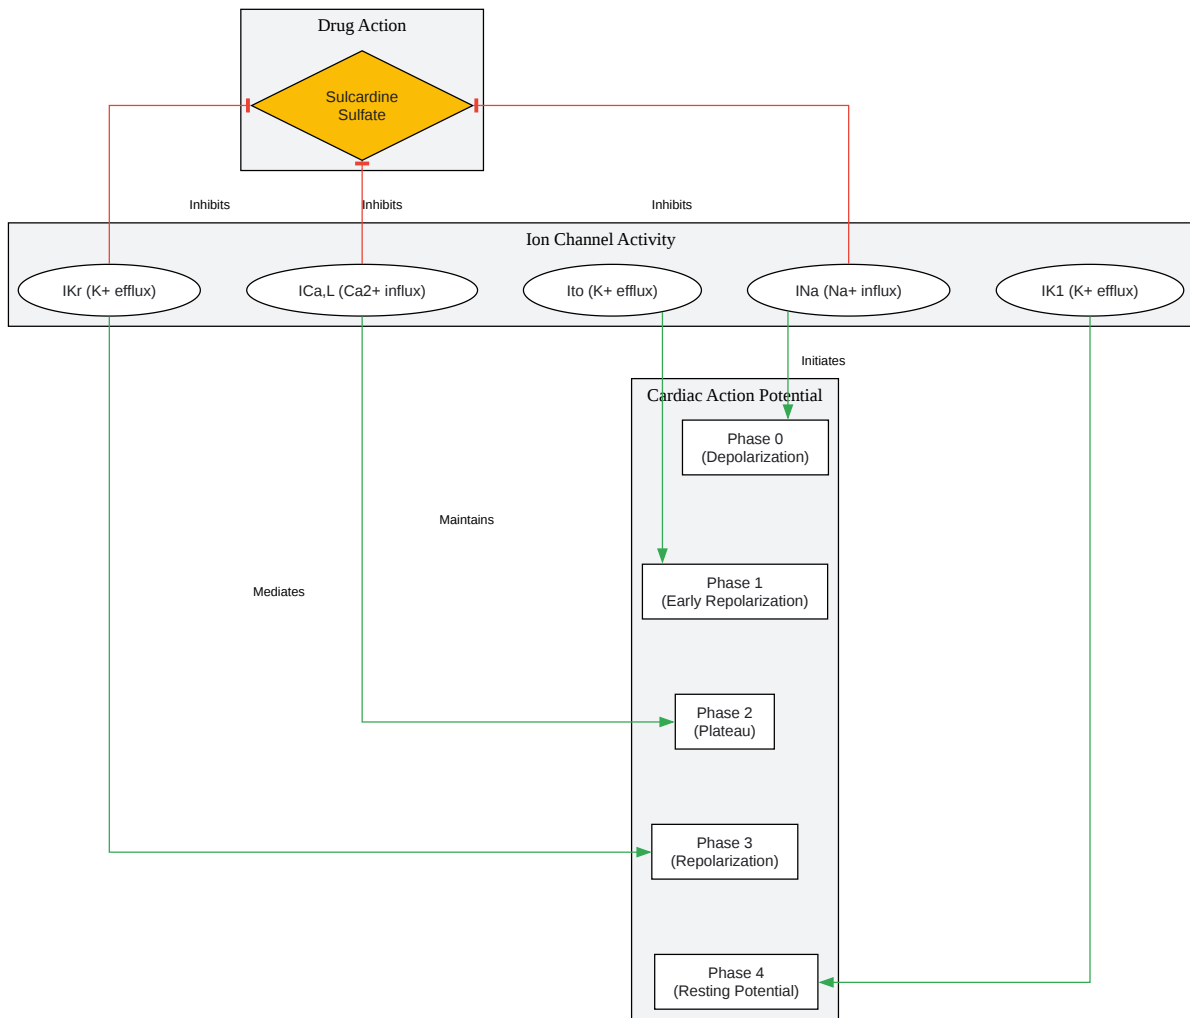 Drug Action
Sulcardine
Sulfate
Inhibits
Inhibits
Inhibits
Ion Channel Activity
IKr (K+ efflux)
ICa,L (Ca2+ influx)
Ito (K+ efflux)
INa (Na+ influx)
IK1 (K+ efflux)
Initiates
Cardiac Action Potential
Phase 0
(Depolarization)
Maintains
Phase 1
(Early Repolarization)
Mediates
Phase 2
(Plateau)
Phase 3
(Repolarization)
Phase 4
(Resting Potential)